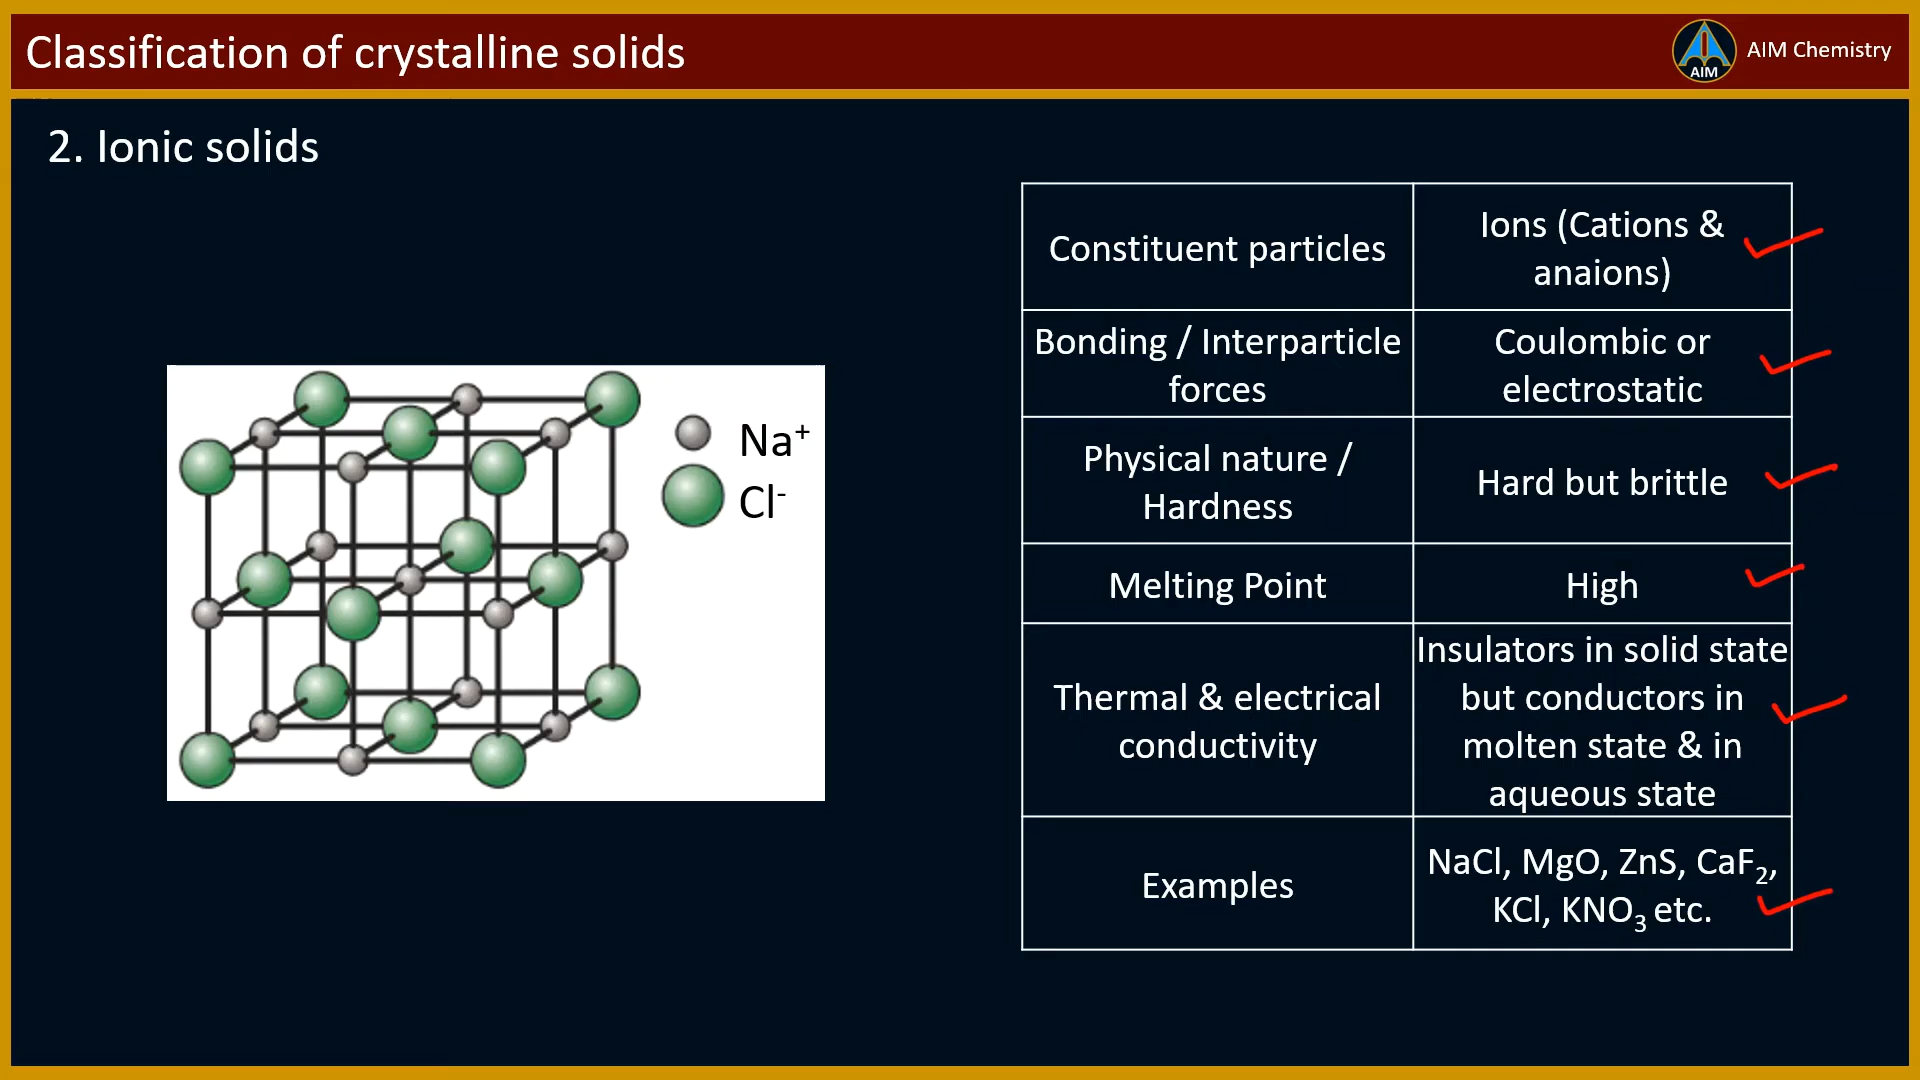 Classification of crystalline solids
AIM
AIM Chemistry
2. Ionic solids
Na⁺
Cl⁻
Constituent particles
Ions (Cations &
anaions)
Bonding / Interparticle
forces
Coulombic or
electrostatic
Physical nature /
Hardness
Hard but brittle
Melting Point
High
Thermal & electrical
conductivity
Insulators in solid state
but conductors in
molten state & in
aqueous state
Examples
NaCl, MgO, ZnS, CaF₂,
KCl, KNO₃ etc.